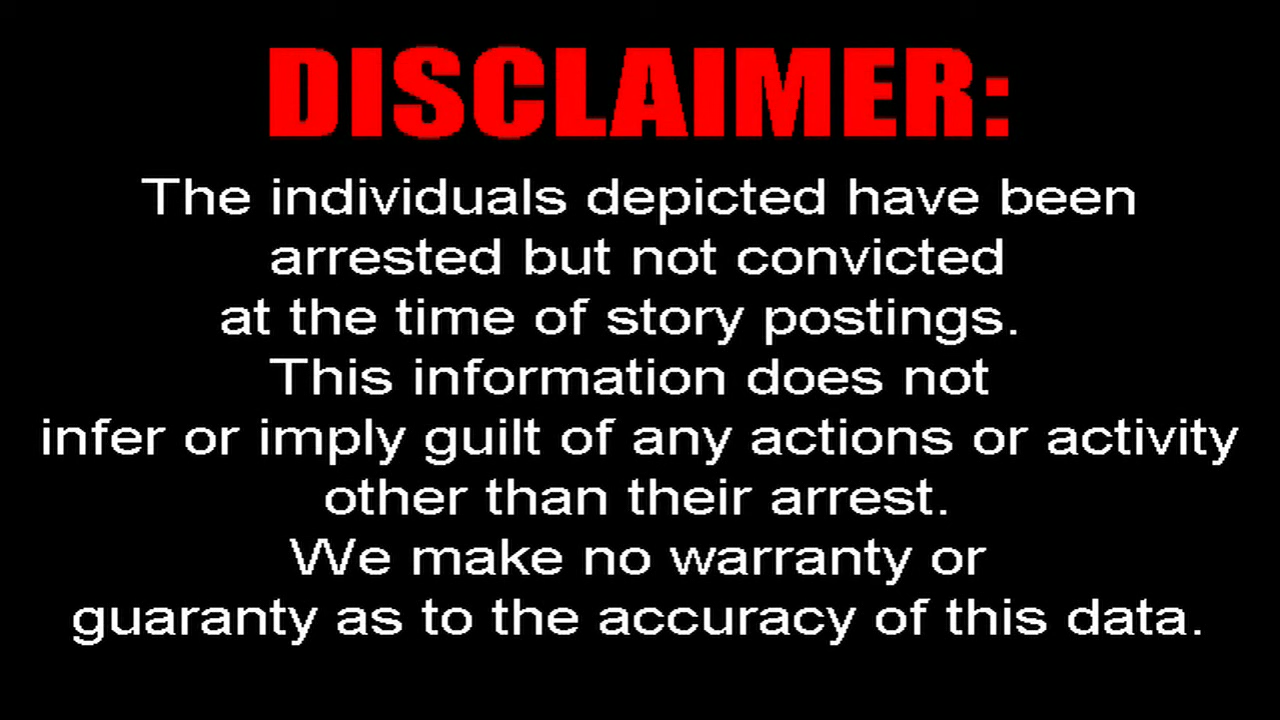 DISCLAIMER:
The individuals depicted have been
arrested but not convicted
at the time of story postings.
This information does not
infer or imply guilt of any actions or activity
other than their arrest.
We make no warranty or
guaranty as to the accuracy of this data.